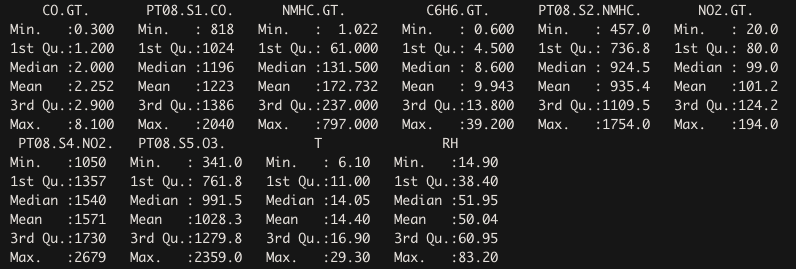 CO.GT. PT08.S1.CO. NMHC.GT. C6H6.GT. PT08.S2.NMHC. NO2.GT.
Min. :0.300 Min. : 818 Min. : 1.022 Min. : 0.600 Min. : 457.0 Min. : 20.0
1st Qu.:1.200 1st Qu.:1024 1st Qu.: 61.000 1st Qu.: 4.500 1st Qu.: 736.8 1st Qu.: 80.0
Median :2.000 Median :1196 Median :131.500 Median : 8.600 Median : 924.5 Median : 99.0
Mean :2.252 Mean :1223 Mean :172.732 Mean : 9.943 Mean : 935.4 Mean :101.2
3rd Qu.:2.900 3rd Qu.:1386 3rd Qu.:237.000 3rd Qu.:13.800 3rd Qu.:1109.5 3rd Qu.:124.2
Max. :8.100 Max. :2040 Max. :797.000 Max. :39.200 Max. :1754.0 Max. :194.0
PT08.S4.NO2. PT08.S5.O3. T RH
Min. :1050 Min. : 341.0 Min. : 6.10 Min. :14.90
1st Qu.:1357 1st Qu.: 761.8 1st Qu.:11.00 1st Qu.:38.40
Median :1540 Median : 991.5 Median :14.05 Median :51.95
Mean :1571 Mean :1028.3 Mean :14.40 Mean :50.04
3rd Qu.:1730 3rd Qu.:1279.8 3rd Qu.:16.90 3rd Qu.:60.95
Max. :2679 Max. :2359.0 Max. :29.30 Max. :83.20